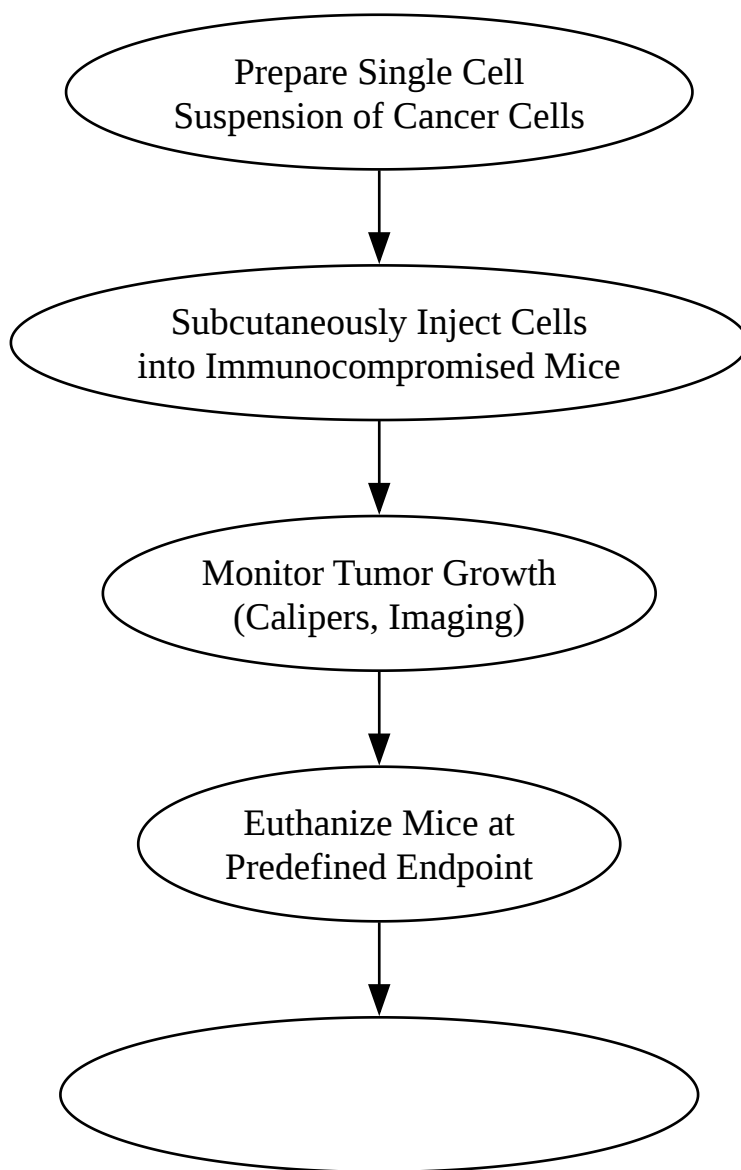 Prepare Single Cell
Suspension of Cancer Cells
Subcutaneously Inject Cells
into Immunocompromised Mice
Monitor Tumor Growth
(Calipers, Imaging)
Euthanize Mice at
Predefined Endpoint